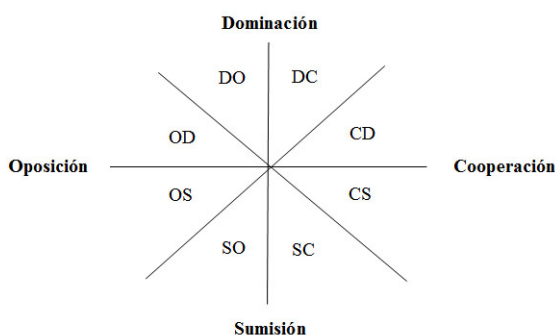 Dominación
DO DC
OD CD
Oposición Cooperación
OS CS
SO SC
Sumisión